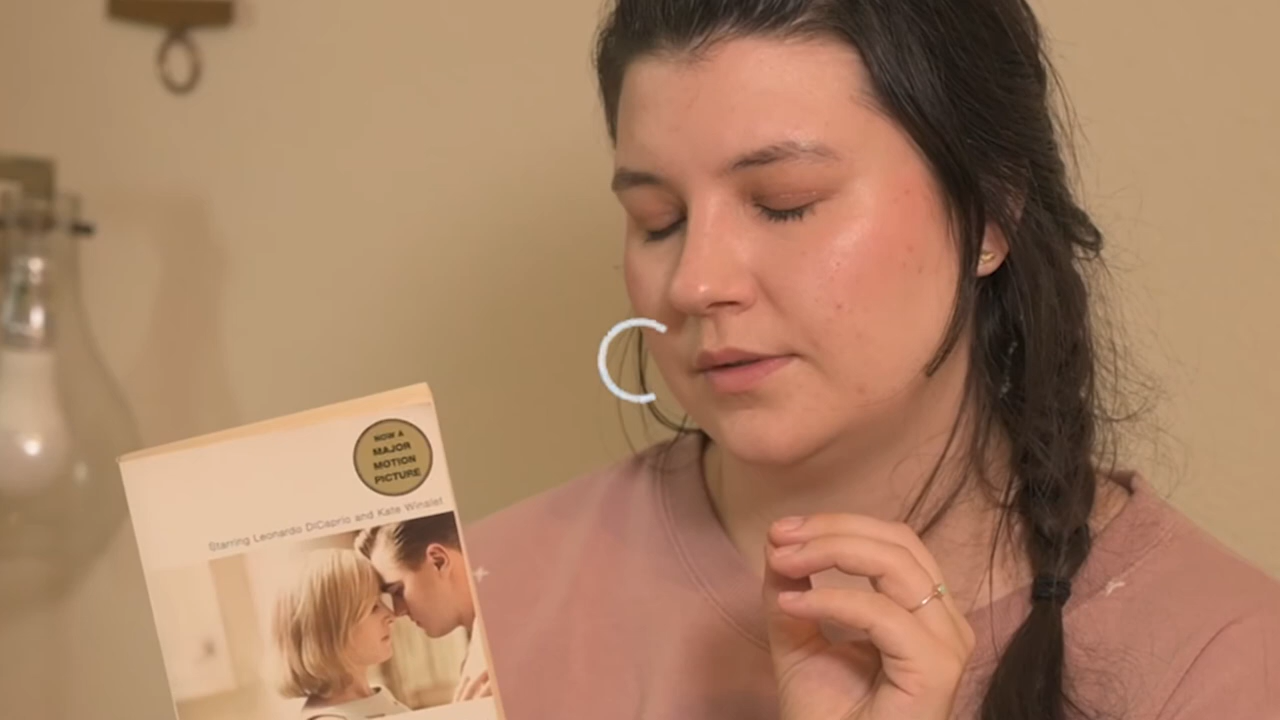 NOW A
MAJOR
MOTION
PICTURE
Starring Leonardo DiCaprio and Kate Winslet